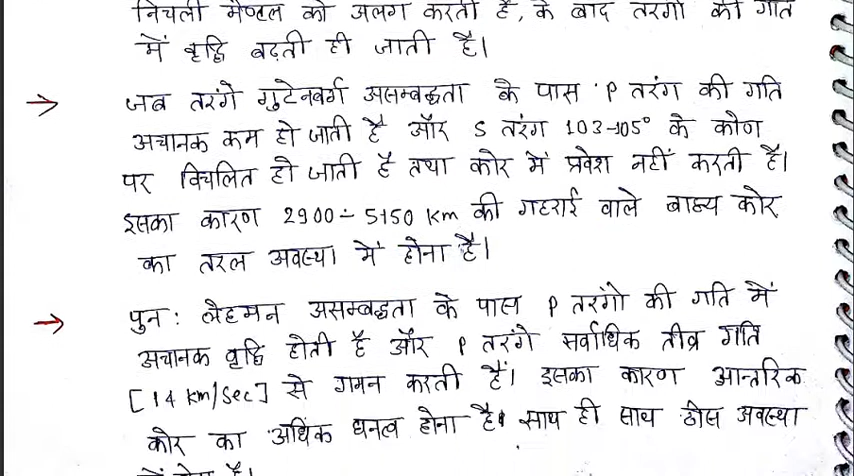 निचली मेण्टल को अलग करती है, के बाद तरंगो की गति
में वृद्धि बढ़ती ही जाती है।
→ जब तरंगे गुटेनबर्ग असम्बद्धता के पास P तरंग की गति
अचानक कम हो जाती है और S तरंग 103-105° के कोण
पर विचलित हो जाती है तथा कोर में प्रवेश नहीं करती है।
इसका कारण 2900 - 5150 km की गहराई वाले बाह्य कोर
का तरल अवस्था में होना है।
→ पुन: लेहमन असम्बद्धता के पास P तरंगो की गति में
अचानक वृद्धि होती है और P तरंगे सर्वाधिक तीव्र गति
[14 km/sec] से गमन करती हैं। इसका कारण आन्तरिक
कोर का अधिक घनत्व होना है। साथ ही साथ ठोस अवस्था